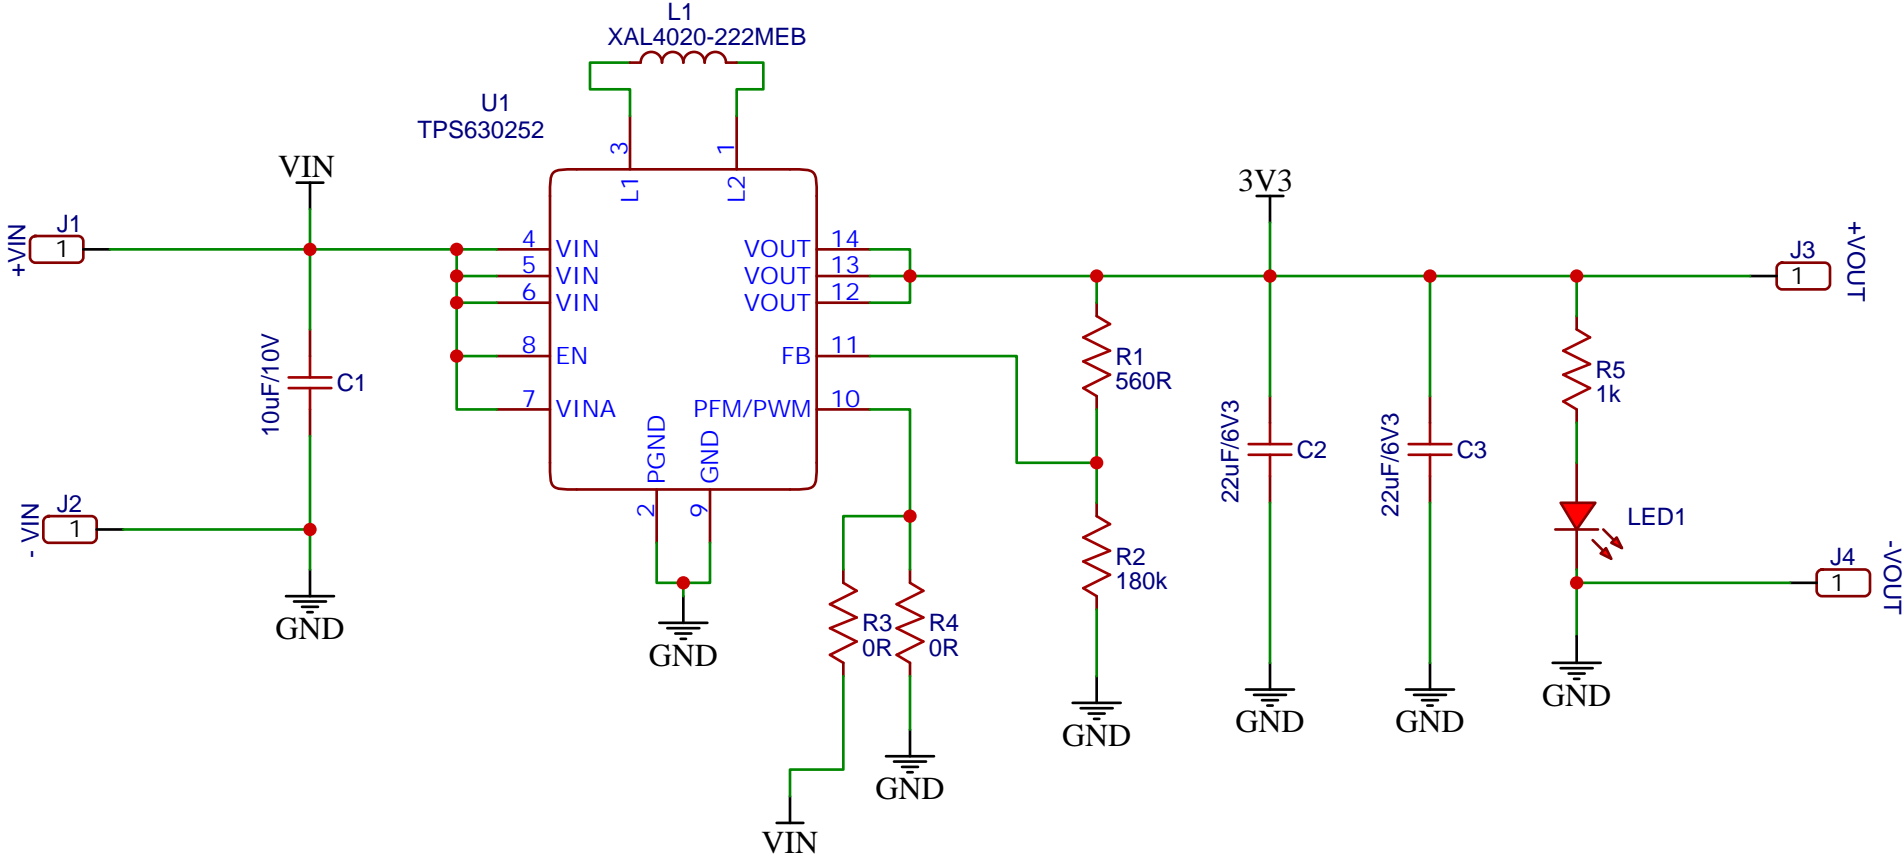 L1
XAL4020-222MEB
U1
TPS630252
3
1
L1
L2
VIN
3V3
+VIN
J1
1
4
VIN
5
VIN
6
VIN
8
EN
7
VINA
VOUT
14
VOUT
13
VOUT
12
FB
11
PFM/PWM
10
PGND
GND
2
9
GND
10uF/10V
C1
- VIN
J2
1
GND
R1
560R
R2
180k
GND
R3
0R
R4
0R
GND
VIN
22uF/6V3
C2
GND
22uF/6V3
C3
GND
R5
1k
LED1
GND
J3
1
+VOUT
J4
1
-VOUT